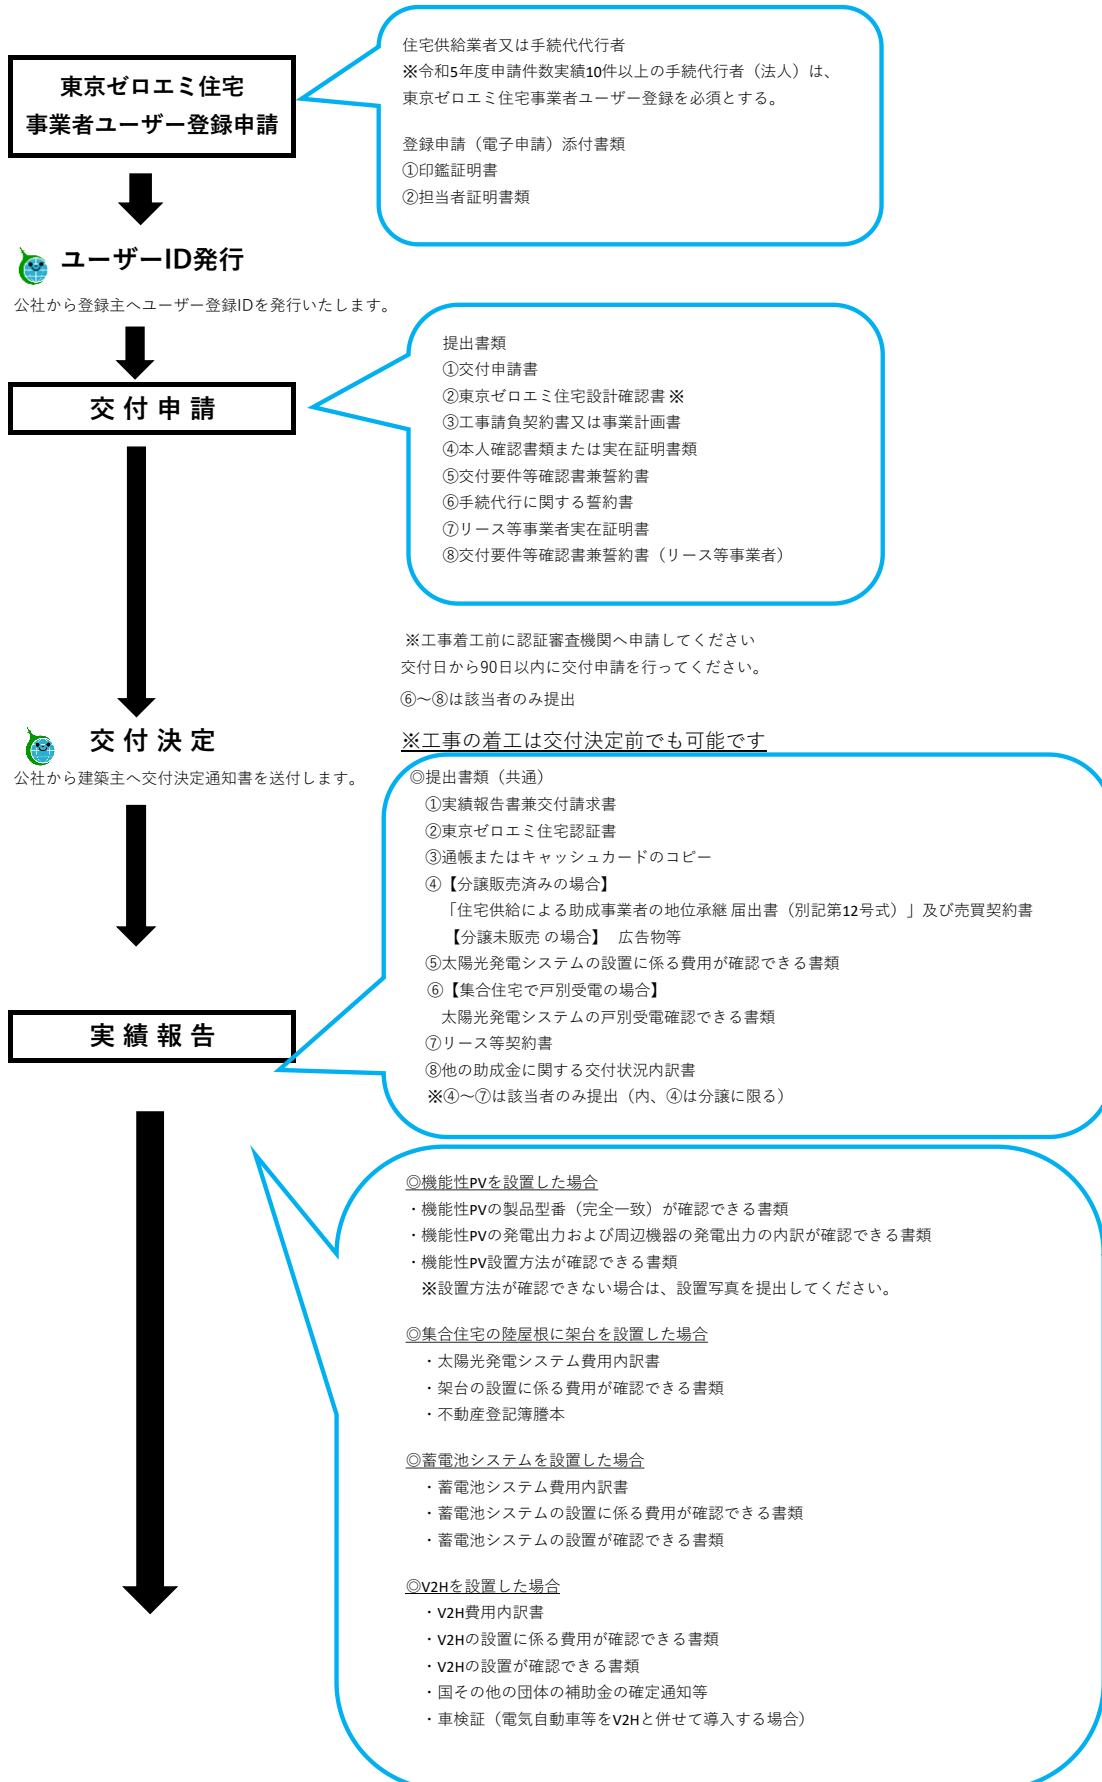 東京ゼロエミ住宅
事業者ユーザー登録申請
住宅供給業者又は手続代代行者
※令和5年度申請件数実績10件以上の手続代行者（法人）は、
東京ゼロエミ住宅事業者ユーザー登録を必須とする。
登録申請（電子申請）添付書類
①印鑑証明書
②担当者証明書類
ユーザーID発行
公社から登録主へユーザー登録IDを発行いたします。
交付申請
提出書類
①交付申請書
②東京ゼロエミ住宅設計確認書※
③工事請負契約書又は事業計画書
④本人確認書類または実在証明書類
⑤交付要件等確認書兼誓約書
⑥手続代行に関する誓約書
⑦リース等事業者実在証明書
⑧交付要件等確認書兼誓約書（リース等事業者）
※工事着工前に認証審査機関へ申請してください
交付日から90日以内に交付申請を行ってください。
⑥～⑧は該当者のみ提出
交付決定
公社から建築主へ交付決定通知書を送付します。
※工事の着工は交付決定前でも可能です
◎提出書類（共通）
①実績報告書兼交付請求書
②東京ゼロエミ住宅認証書
③通帳またはキャッシュカードのコピー
④【分譲販売済みの場合】
「住宅供給による助成事業者の地位承継 届出書（別記第12号式）」及び売買契約書
【分譲未販売 の場合】　広告物等
⑤太陽光発電システムの設置に係る費用が確認できる書類
⑥【集合住宅で戸別受電の場合】
太陽光発電システムの戸別受電確認できる書類
⑦リース等契約書
⑧他の助成金に関する交付状況内訳書
※④～⑦は該当者のみ提出（内、④は分譲に限る）
実績報告
◎機能性PVを設置した場合
・機能性PVの製品型番（完全一致）が確認できる書類
・機能性PVの発電出力および周辺機器の発電出力の内訳が確認できる書類
・機能性PV設置方法が確認できる書類
※設置方法が確認できない場合は、設置写真を提出してください。
◎集合住宅の陸屋根に架台を設置した場合
・太陽光発電システム費用内訳書
・架台の設置に係る費用が確認できる書類
・不動産登記簿謄本
◎蓄電池システムを設置した場合
・蓄電池システム費用内訳書
・蓄電池システムの設置に係る費用が確認できる書類
・蓄電池システムの設置が確認できる書類
◎V2Hを設置した場合
・V2H費用内訳書
・V2Hの設置に係る費用が確認できる書類
・V2Hの設置が確認できる書類
・国その他の団体の補助金の確定通知等
・車検証（電気自動車等をV2Hと併せて導入する場合）